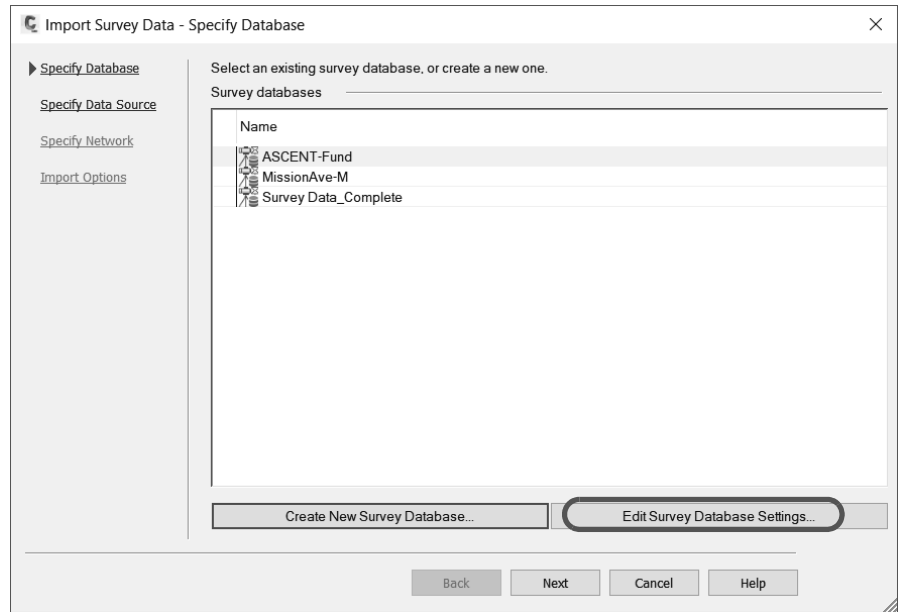 Import Survey Data - Specify Database
Specify Database
Specify Data Source
Specify Network
Import Options
Select an existing survey database, or create a new one.
Survey databases
Name
ASCENT-Fund
MissionAve-M
Survey Data_Complete
Create New Survey Database...
Edit Survey Database Settings...
Back
Next
Cancel
Help